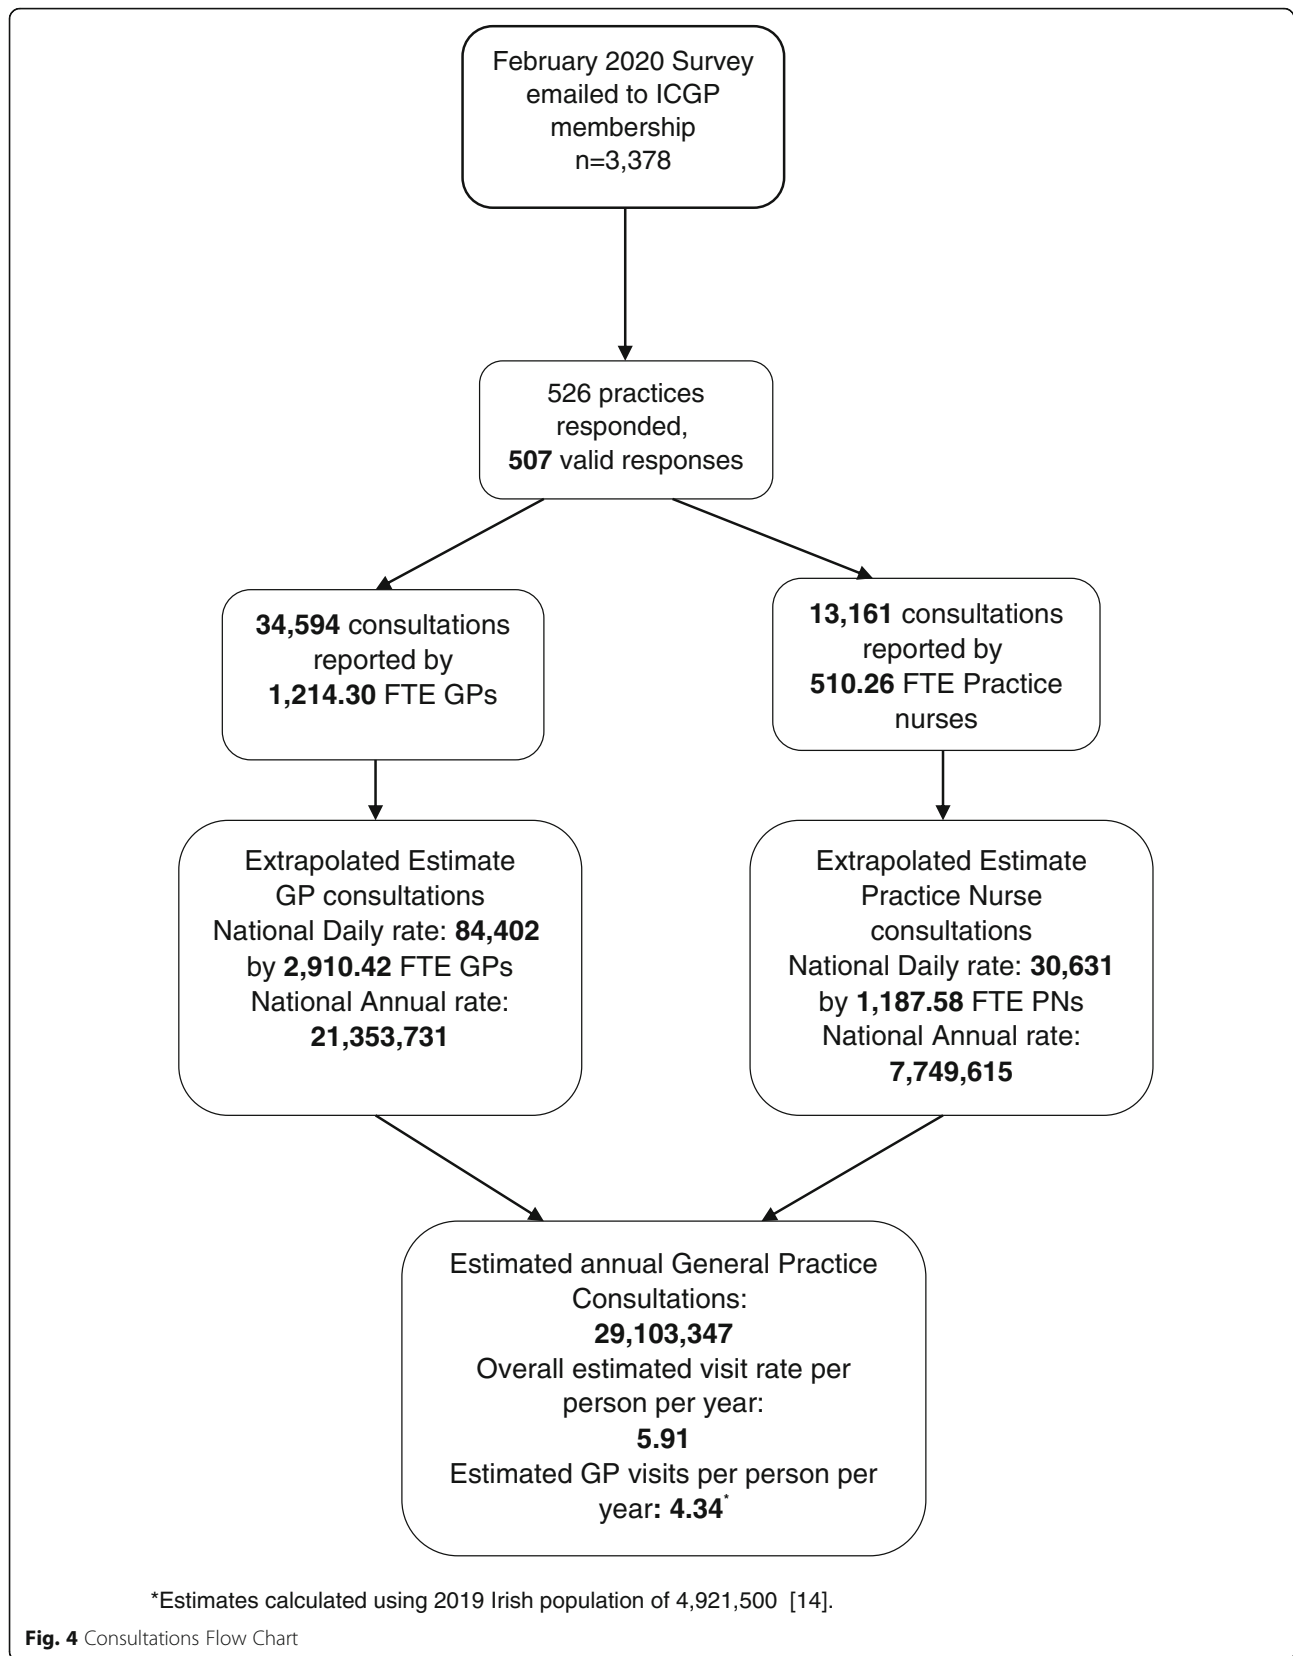 February 2020 Survey
emailed to ICGP
membership
n=3,378
526 practices
responded,
507 valid responses
34,594 consultations
reported by
1,214.30 FTE GPs
13,161 consultations
reported by
510.26 FTE Practice
nurses
Extrapolated Estimate
GP consultations
National Daily rate: 84,402
by 2,910.42 FTE GPs
National Annual rate:
21,353,731
Extrapolated Estimate
Practice Nurse
consultations
National Daily rate: 30,631
by 1,187.58 FTE PNs
National Annual rate:
7,749,615
Estimated annual General Practice
Consultations:
29,103,347
Overall estimated visit rate per
person per year:
5.91
Estimated GP visits per person per
year: 4.34*
*Estimates calculated using 2019 Irish population of 4,921,500 [14].
Fig. 4 Consultations Flow Chart